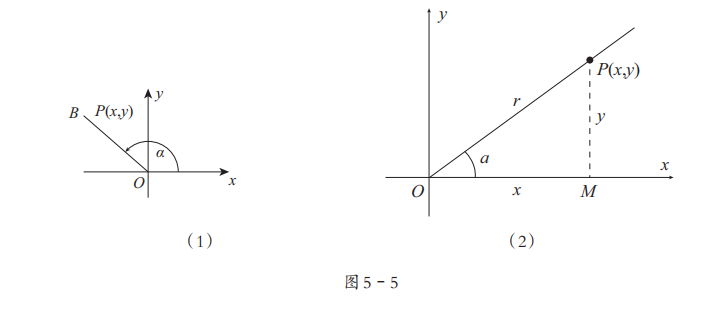 y
B P(x,y)
α
O x
（1）
y
P(x,y)
r
y
a
x
O x M
（2）
图 5－5